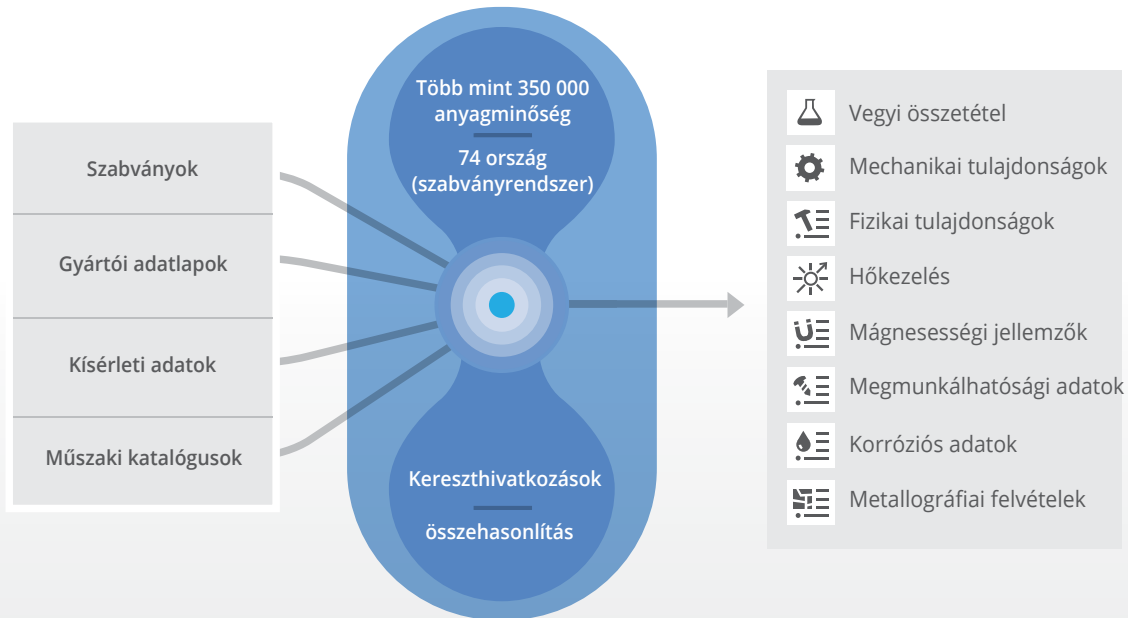 Szabványok
Gyártói adatlapok
Kísérleti adatok
Műszaki katalógusok
Több mint 350 000
anyagminőség
74 ország
(szabványrendszer)
Kereszthivatkozások
összehasonlítás
Vegyi összetétel
Mechanikai tulajdonságok
Fizikai tulajdonságok
Hőkezelés
Mágnesességi jellemzők
Megmunkálhatósági adatok
Korróziós adatok
Metallográfiai felvételek